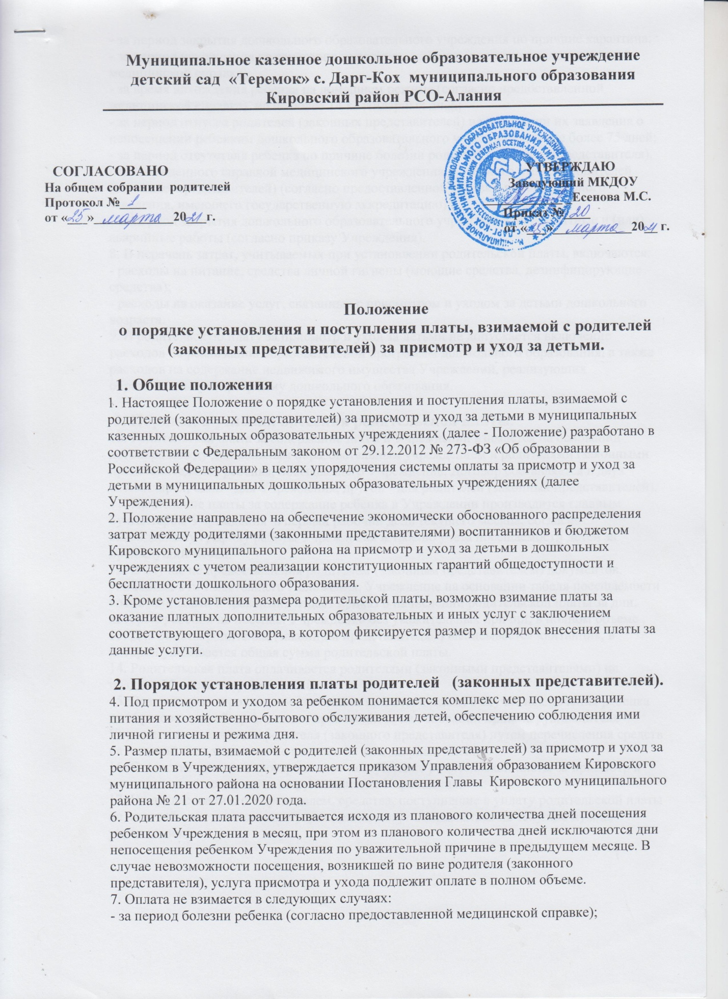 Муниципальное казенное дошкольное образовательное учреждение
детский сад «Теремок» с. Дарг-Кох муниципального образования
Кировский район РСО-Алания
СОГЛАСОВАНО
На общем собрании родителей
Протокол № 1
от «25» марта 2021 г.
УТВЕРЖДАЮ
Заведующий МКДОУ
Есенова М.С.
Приказ № 20
от «25» марта 2021 г.
Положение
о порядке установления и поступления платы, взимаемой с родителей
(законных представителей) за присмотр и уход за детьми.
1. Общие положения
1. Настоящее Положение о порядке установления и поступления платы, взимаемой с
родителей (законных представителей) за присмотр и уход за детьми в муниципальных
казенных дошкольных образовательных учреждениях (далее - Положение) разработано в
соответствии с Федеральным законом от 29.12.2012 № 273-ФЗ «Об образовании в
Российской Федерации» в целях упорядочения системы оплаты за присмотр и уход за
детьми в муниципальных дошкольных образовательных учреждениях (далее
Учреждения).
2. Положение направлено на обеспечение экономически обоснованного распределения
затрат между родителями (законными представителями) воспитанников и бюджетом
Кировского муниципального района на присмотр и уход за детьми в дошкольных
учреждениях с учетом реализации конституционных гарантий общедоступности и
бесплатности дошкольного образования.
3. Кроме установления размера родительской платы, возможно взимание платы за
оказание платных дополнительных образовательных и иных услуг с заключением
соответствующего договора, в котором фиксируется размер и порядок внесения платы за
данные услуги.
2. Порядок установления платы родителей (законных представителей).
4. Под присмотром и уходом за ребенком понимается комплекс мер по организации
питания и хозяйственно-бытового обслуживания детей, обеспечению соблюдения ими
личной гигиены и режима дня.
5. Размер платы, взимаемой с родителей (законных представителей) за присмотр и уход за
ребенком в Учреждениях, утверждается приказом Управления образованием Кировского
муниципального района на основании Постановления Главы Кировского муниципального
района № 21 от 27.01.2020 года.
6. Родительская плата рассчитывается исходя из планового количества дней посещения
ребенком Учреждения в месяц, при этом из планового количества дней исключаются дни
непосещения ребенком Учреждения по уважительной причине в предыдущем месяце. В
случае невозможности посещения, возникшей по вине родителя (законного
представителя), услуга присмотра и ухода подлежит оплате в полном объеме.
7. Оплата не взимается в следующих случаях:
- за период болезни ребенка (согласно предоставленной медицинской справке);